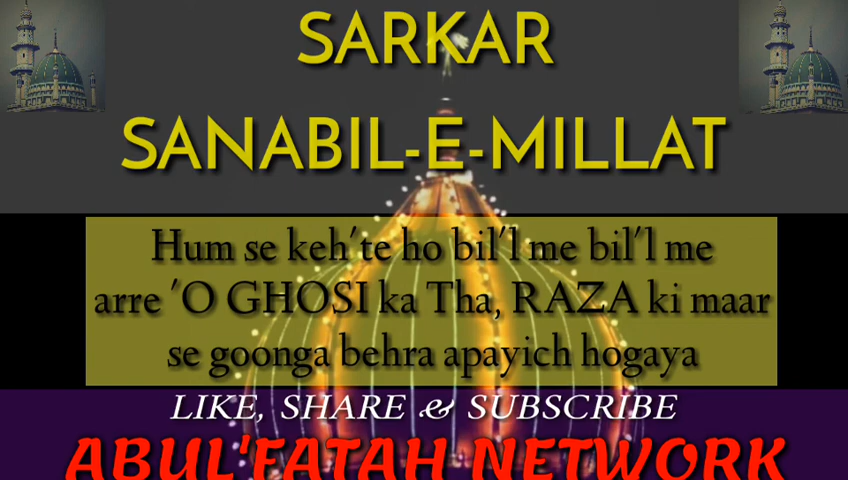 SARKAR
SANABIL-E-MILLAT
Hum se keh'te ho bil'l me bil'l me
arre 'O GHOSI ka Tha, RAZA ki maar
se goonga behra apayich hogaya
LIKE, SHARE & SUBSCRIBE
ABUL'FATAH NETWORK